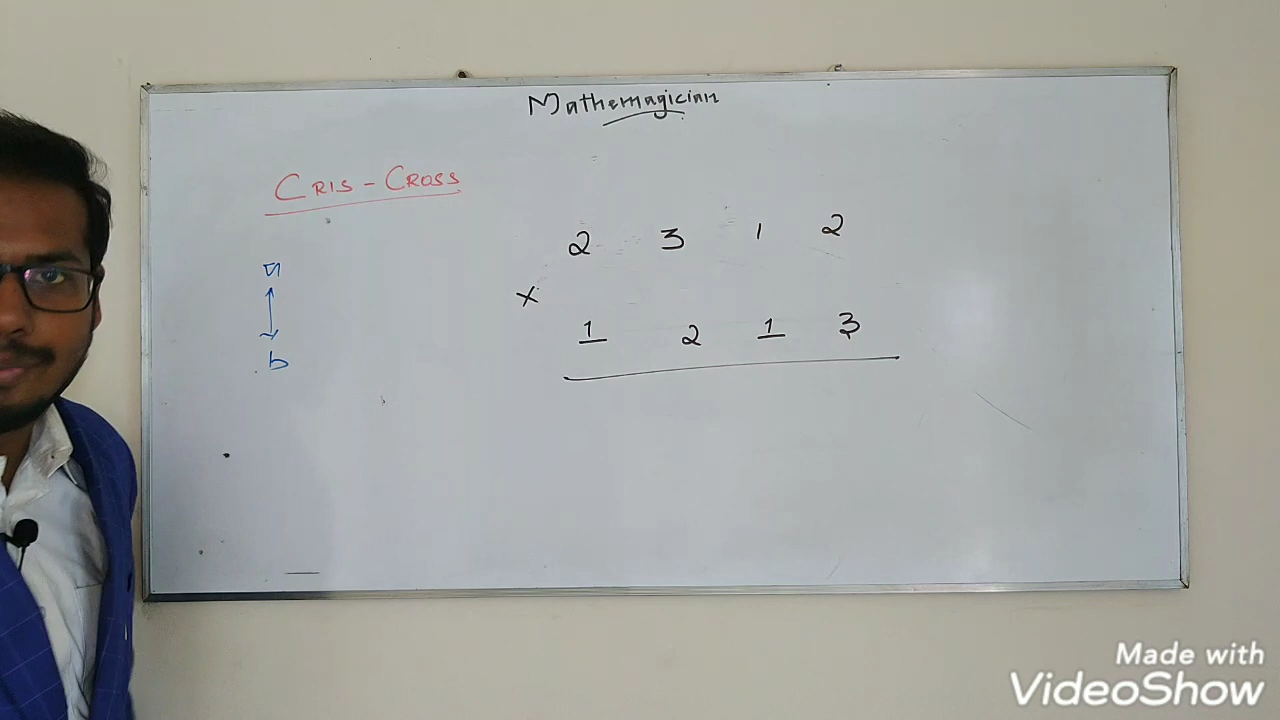 Mathemagician
CRIS - CROSS
2 3 1 2
×
1 2 1 3
b
Made with
VideoShow